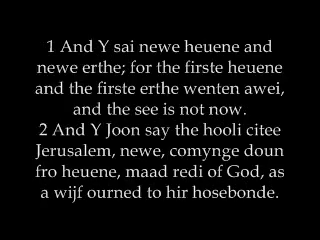 1 And Y sai newe heuene and
newe erthe; for the firste heuene
and the firste erthe wenten awei,
and the see is not now.
2 And Y Joon say the hooli citee
Jerusalem, newe, comynge doun
fro heuene, maad redi of God, as
a wijf ourned to hir hosebonde.